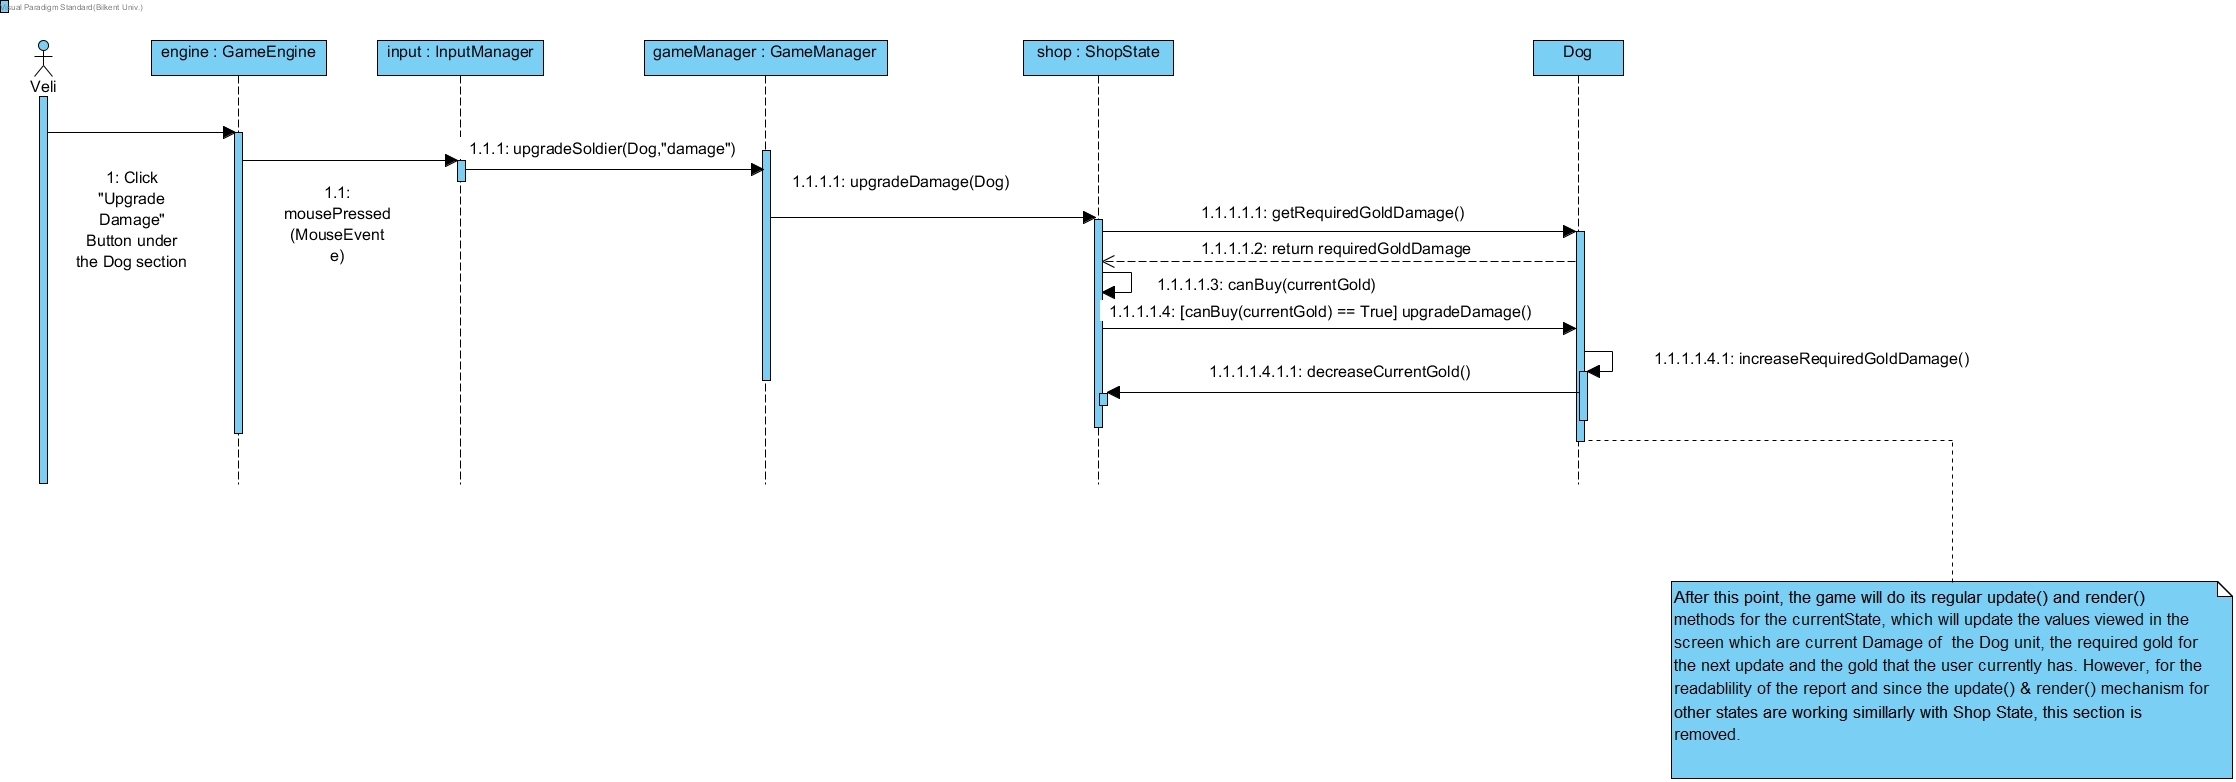 Visual Paradigm Standard(Bilkent Univ.)
Veli
engine : GameEngine
input : InputManager
gameManager : GameManager
shop : ShopState
Dog
1: Click
"Upgrade
Damage"
Button under
the Dog section
1.1:
mousePressed
(MouseEvent
e)
1.1.1: upgradeSoldier(Dog,"damage")
1.1.1.1: upgradeDamage(Dog)
1.1.1.1.1: getRequiredGoldDamage()
1.1.1.1.2: return requiredGoldDamage
1.1.1.1.3: canBuy(currentGold)
1.1.1.1.4: [canBuy(currentGold) == True] upgradeDamage()
1.1.1.1.4.1: increaseRequiredGoldDamage()
1.1.1.1.4.1.1: decreaseCurrentGold()
After this point, the game will do its regular update() and render()
methods for the currentState, which will update the values viewed in the
screen which are current Damage of  the Dog unit, the required gold for
the next update and the gold that the user currently has. However, for the
readablility of the report and since the update() & render() mechanism for
other states are working simillarly with Shop State, this section is
removed.